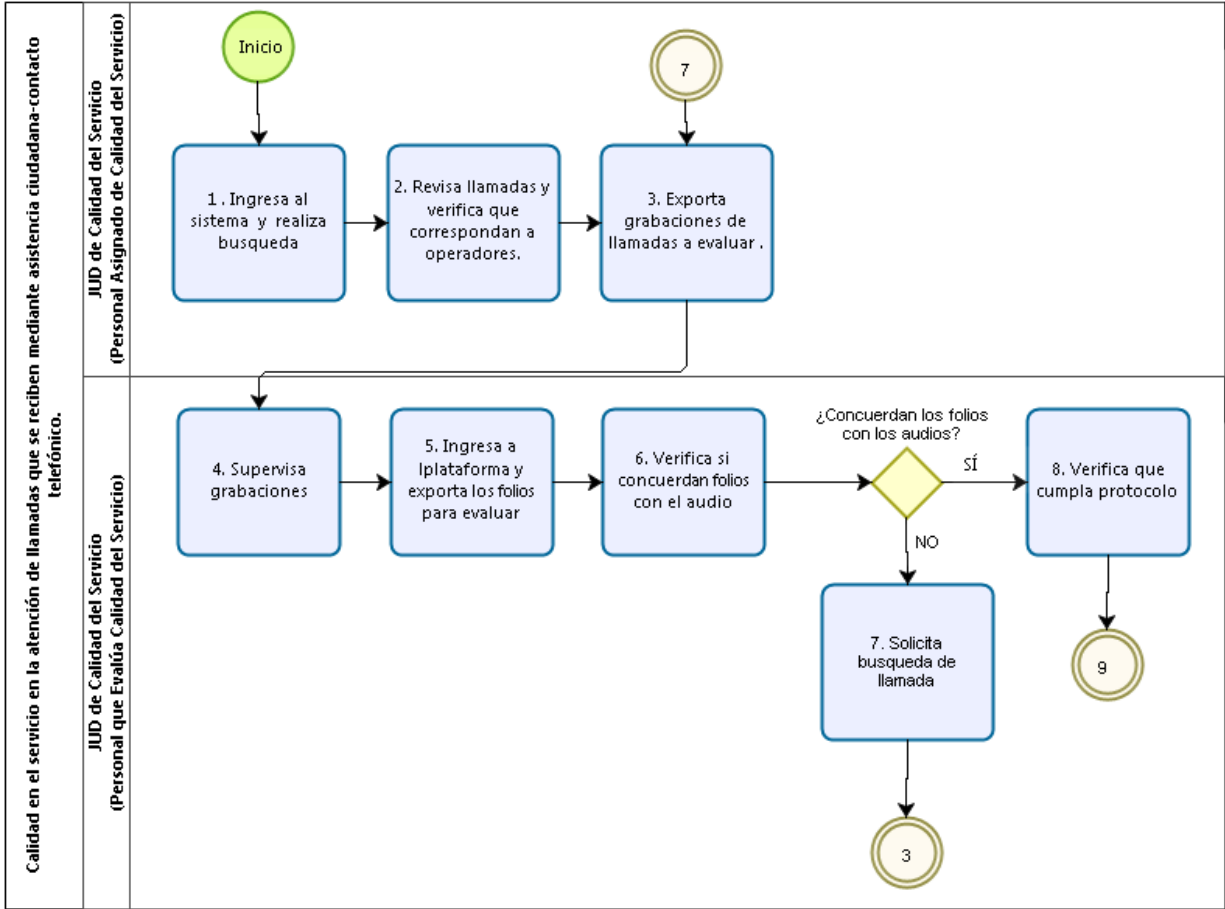 Calidad en el servicio en la atención de llamadas que se reciben mediante asistencia ciudadana-contacto
telefónico.
JUD de Calidad del Servicio
(Personal Asignado de Calidad del Servicio)
Inicio
7
1 . Ingresa al
sistema y realiza
busqueda
2. Revisa llamadas y
verifica que
correspondan a
operadores.
3. Exporta
grabaciones de
llamadas a evaluar .
JUD de Calidad del Servicio
(Personal que Evalúa Calidad del Servicio)
4. Supervisa
grabaciones
5. Ingresa a
lplataforma y
exporta los folios
para evaluar
6. Verifica si
concuerdan folios
con el audio
¿Concuerdan los folios
con los audios?
SÍ
NO
8. Verifica que
cumpla protocolo
7. Solicita
busqueda de
llamada
9
3